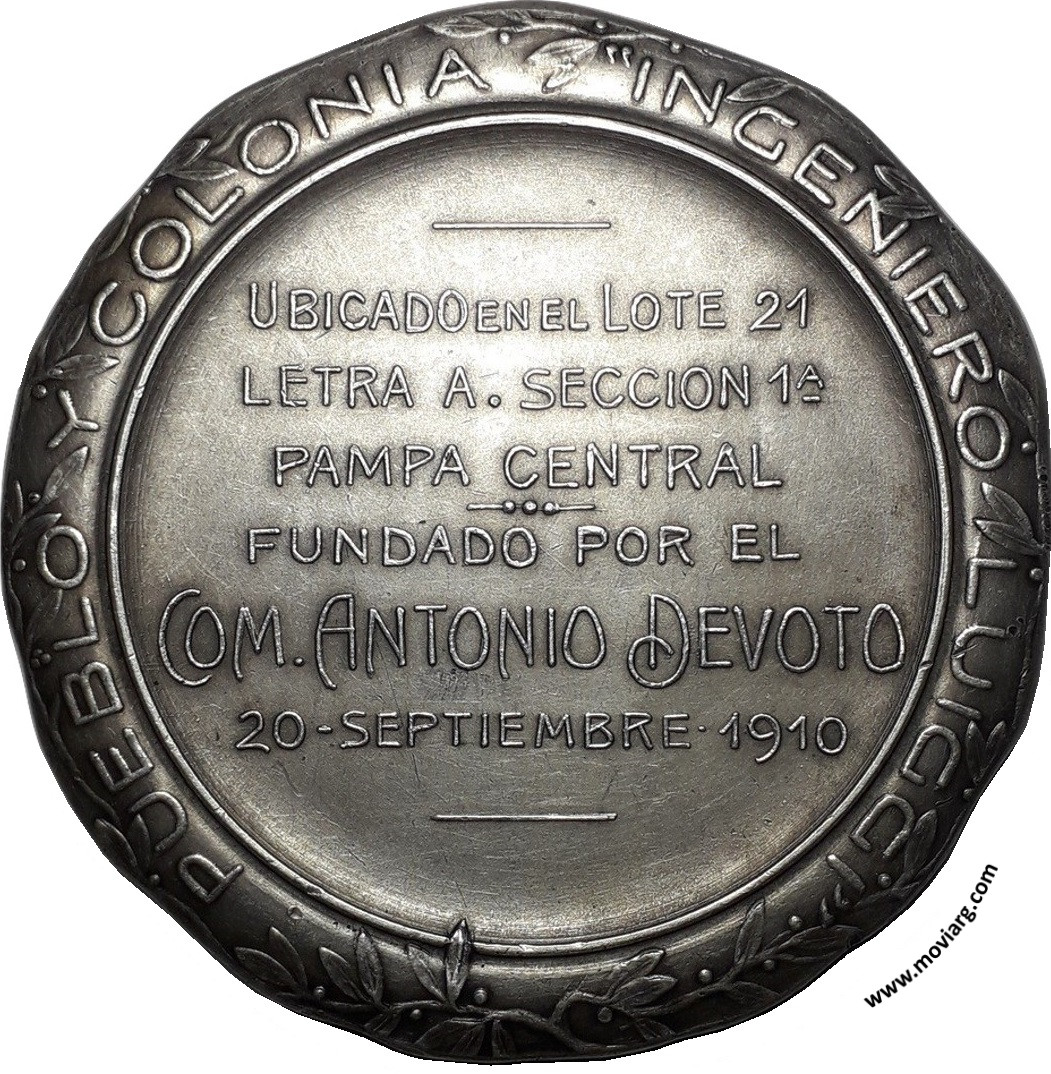 PUEBLO Y COLONIA "INGENIERO LUIGGI"
UBICADO EN EL LOTE 21
LETRA A. SECCION 1ª
PAMPA CENTRAL
FUNDADO POR EL
COM. ANTONIO DEVOTO
20-SEPTIEMBRE-1910
www.moviarg.com